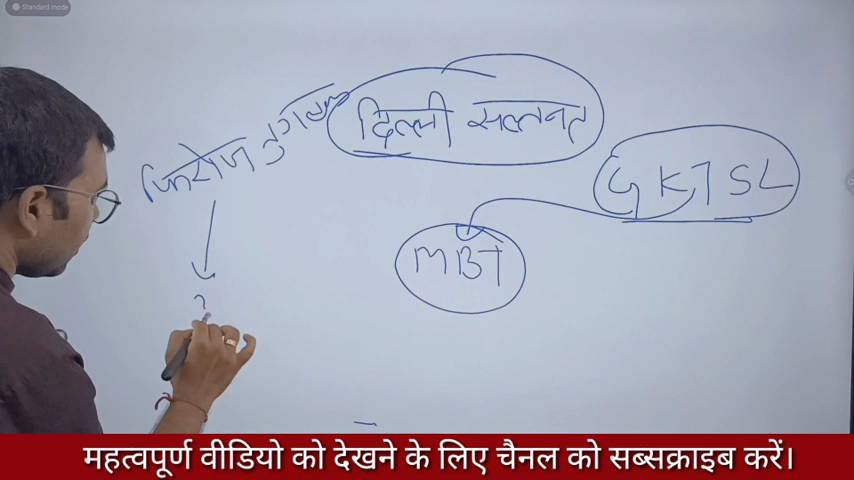 Standard mode
दिल्ली सल्तनत
फिरोज तुगलक
GKTSL
MBT
महत्वपूर्ण वीडियो को देखने के लिए चैनल को सब्सक्राइब करें।